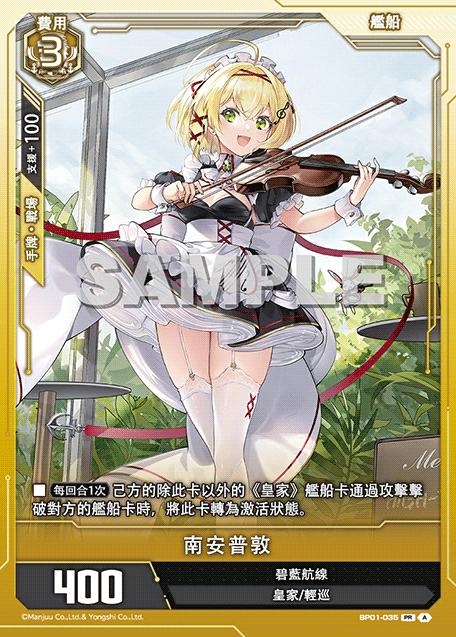 費用
3
艦船
支援+100
手牌・戰場
SAMPLE
Me
■ 每回合1次 己方的除此卡以外的《皇家》艦船卡通過攻擊擊
破對方的艦船卡時，將此卡轉為激活狀態。
南安普敦
400
碧藍航線
皇家/輕巡
©Manjuu Co.,Ltd.& Yongshi Co.,Ltd.
BP01-035 PR A